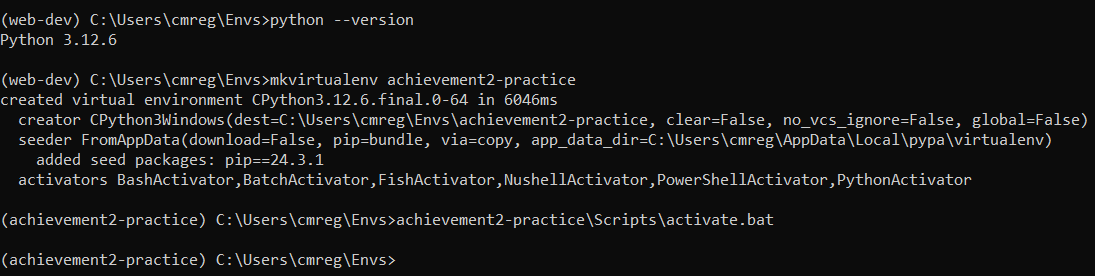 (web-dev) C:\Users\cmreg\Envs>python --version
Python 3.12.6
(web-dev) C:\Users\cmreg\Envs>mkvirtualenv achievement2-practice
created virtual environment CPython3.12.6.final.0-64 in 6046ms
  creator CPython3Windows(dest=C:\Users\cmreg\Envs\achievement2-practice, clear=False, no_vcs_ignore=False, global=False)
  seeder FromAppData(download=False, pip=bundle, via=copy, app_data_dir=C:\Users\cmreg\AppData\Local\pypa\virtualenv)
    added seed packages: pip==24.3.1
  activators BashActivator,BatchActivator,FishActivator,NushellActivator,PowerShellActivator,PythonActivator
(achievement2-practice) C:\Users\cmreg\Envs>achievement2-practice\Scripts\activate.bat
(achievement2-practice) C:\Users\cmreg\Envs>